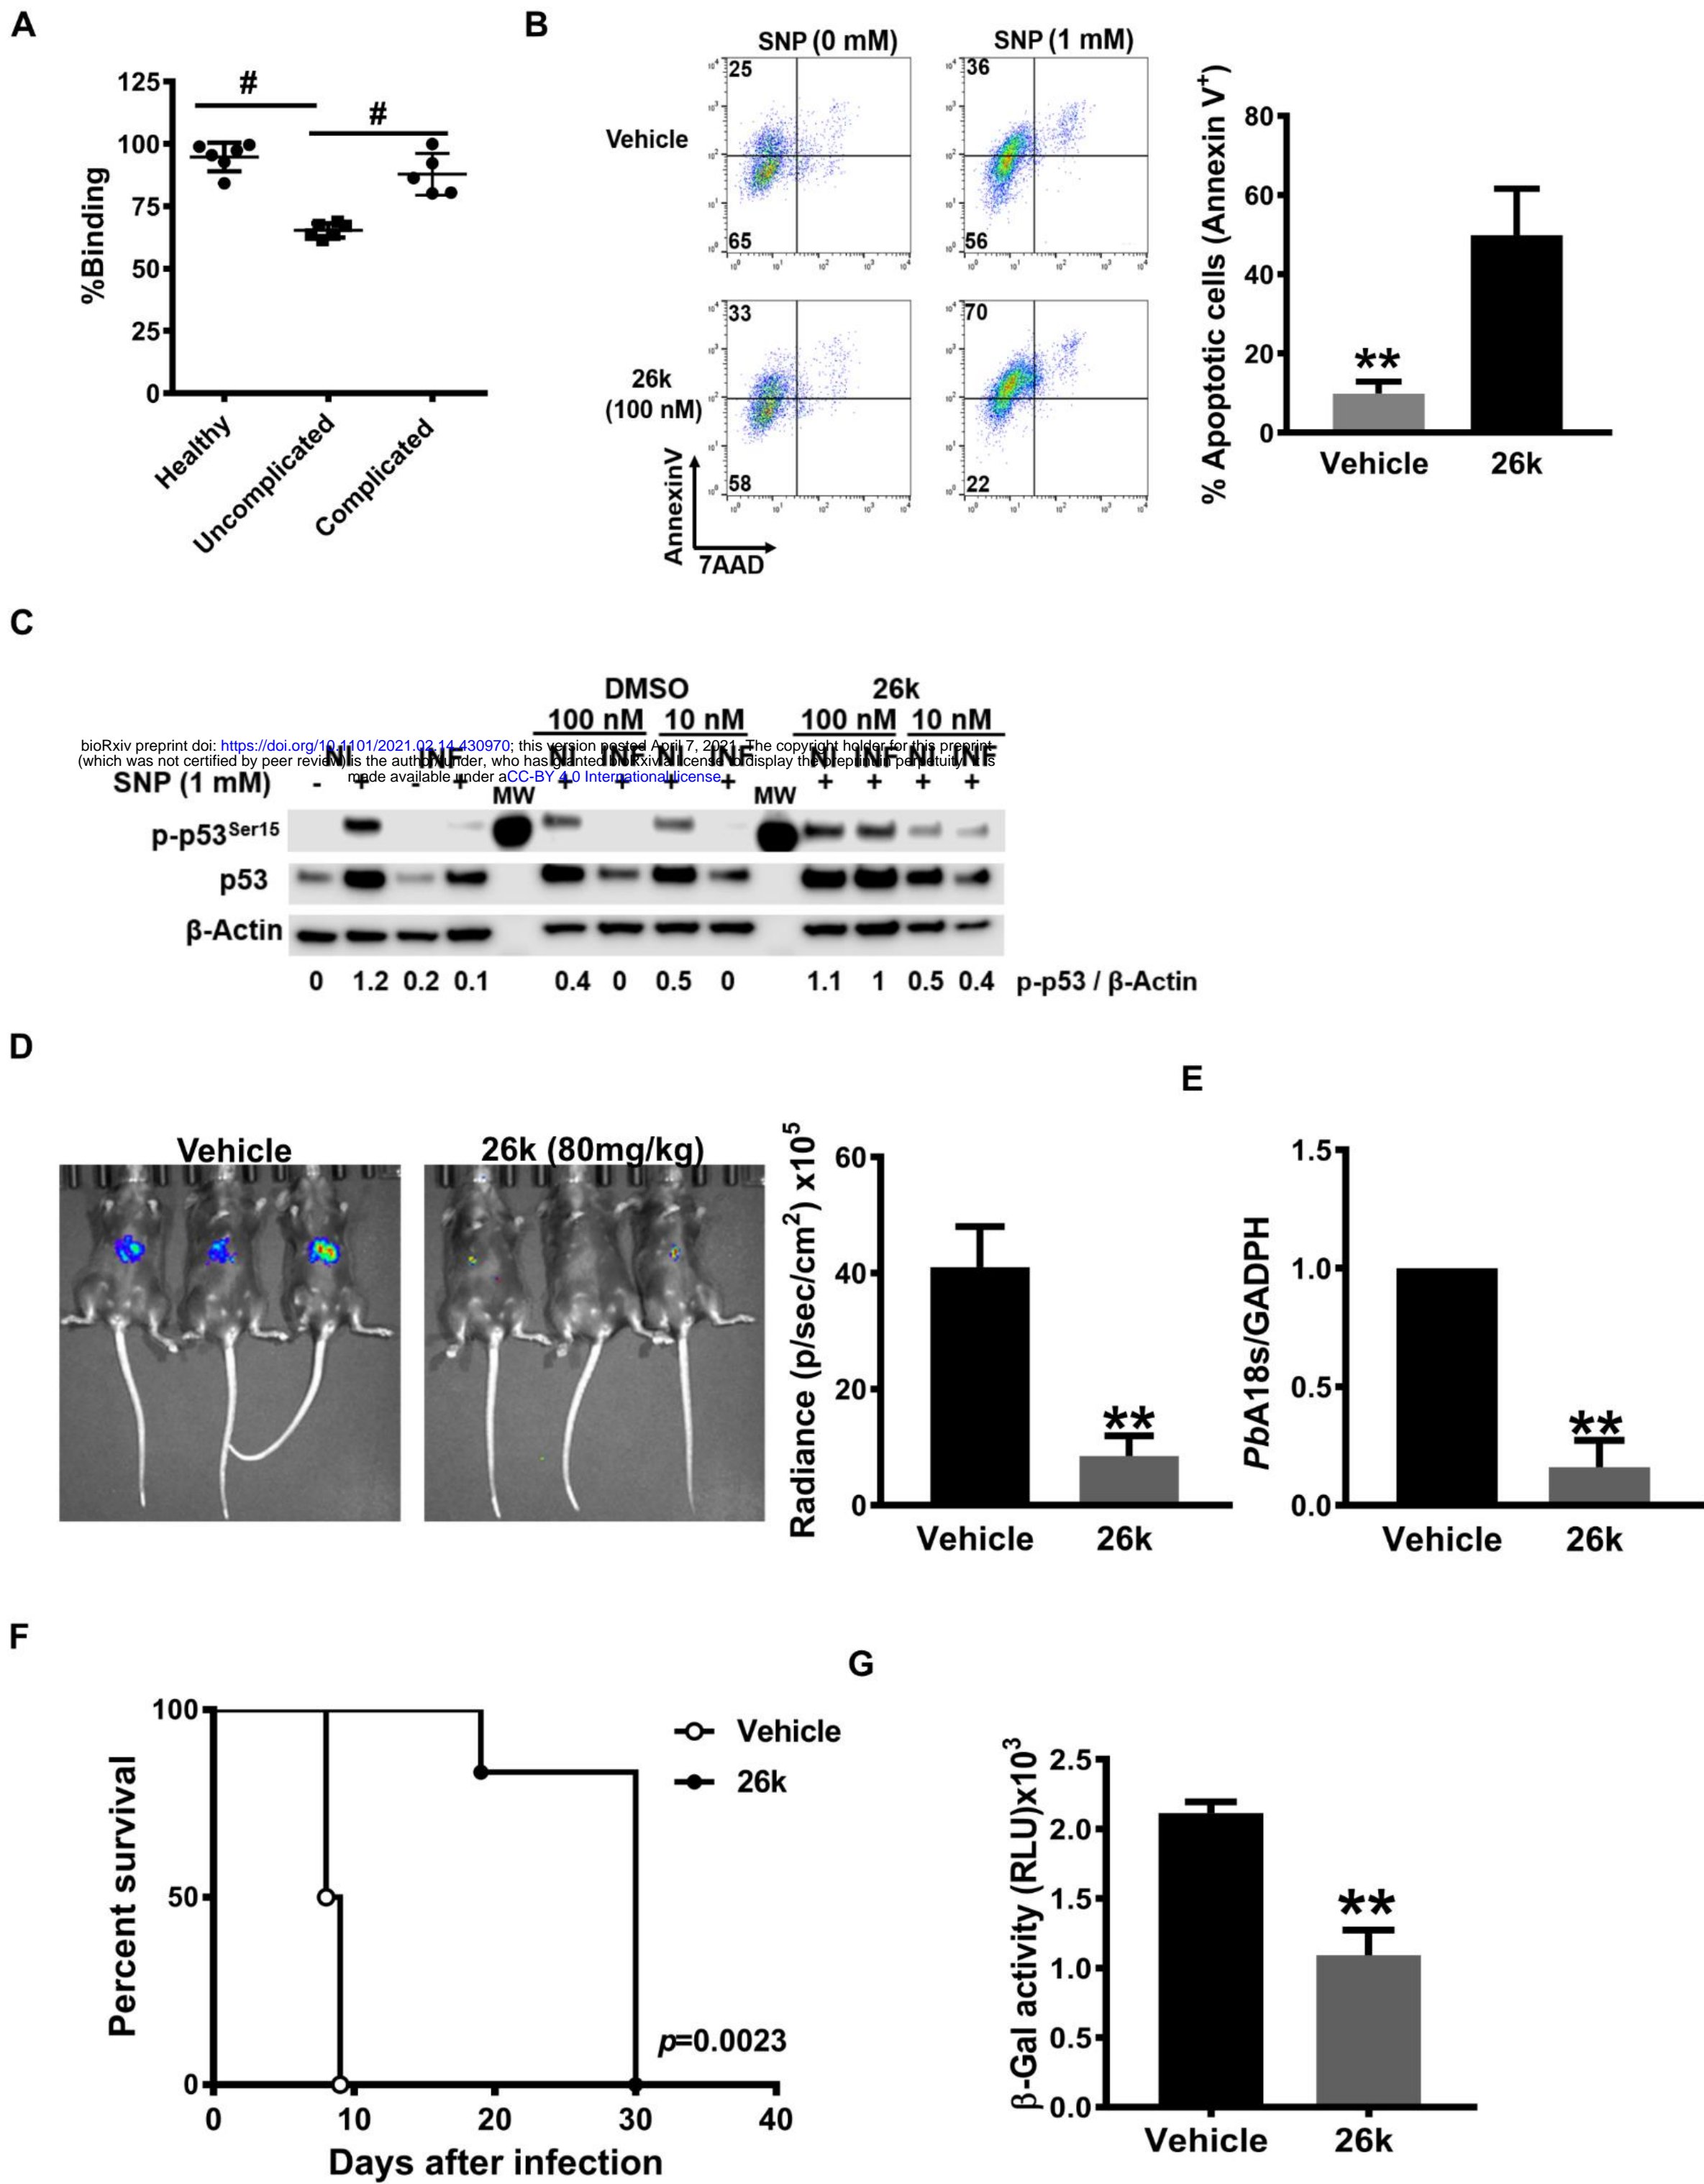 A
125
100
75
50
25
0
%Binding
#
#
Healthy
Uncomplicated
Complicated
B
SNP (0 mM)
SNP (1 mM)
Vehicle
25
65
36
56
26k
(100 nM)
33
58
70
22
10⁰ 10¹ 10² 10³ 10⁴
AnnexinV
7AAD
% Apoptotic cells (Annexin V⁺)
80
60
40
20
0
**
Vehicle
26k
C
DMSO
26k
100 nM 10 nM
100 nM 10 nM
bioRxiv preprint doi: https://doi.org/10.1101/2021.02.14.430970; this version posted April 7, 2021. The copyright holder for this preprint
(which was not certified by peer review) is the author/funder, who has granted bioRxiv a license to display the preprint in perpetuity. It is
made available under aCC-BY 4.0 International license.
NI INF NI INF NI INF NI INF NI INF
SNP (1 mM) - + - + MW + + + + MW + + + +
p-p53Ser15
p53
β-Actin
0 1.2 0.2 0.1 0.4 0 0.5 0 1.1 1 0.5 0.4 p-p53 / β-Actin
D
Vehicle
26k (80mg/kg)
Radiance (p/sec/cm²) x10⁵
60
40
20
0
**
Vehicle
26k
E
PbA18s/GADPH
1.5
1.0
0.5
0.0
**
Vehicle
26k
F
Percent survival
100
50
0
Vehicle
26k
p=0.0023
0 10 20 30 40
Days after infection
G
β-Gal activity (RLU)x10³
2.5
2.0
1.5
1.0
0.5
0.0
**
Vehicle
26k